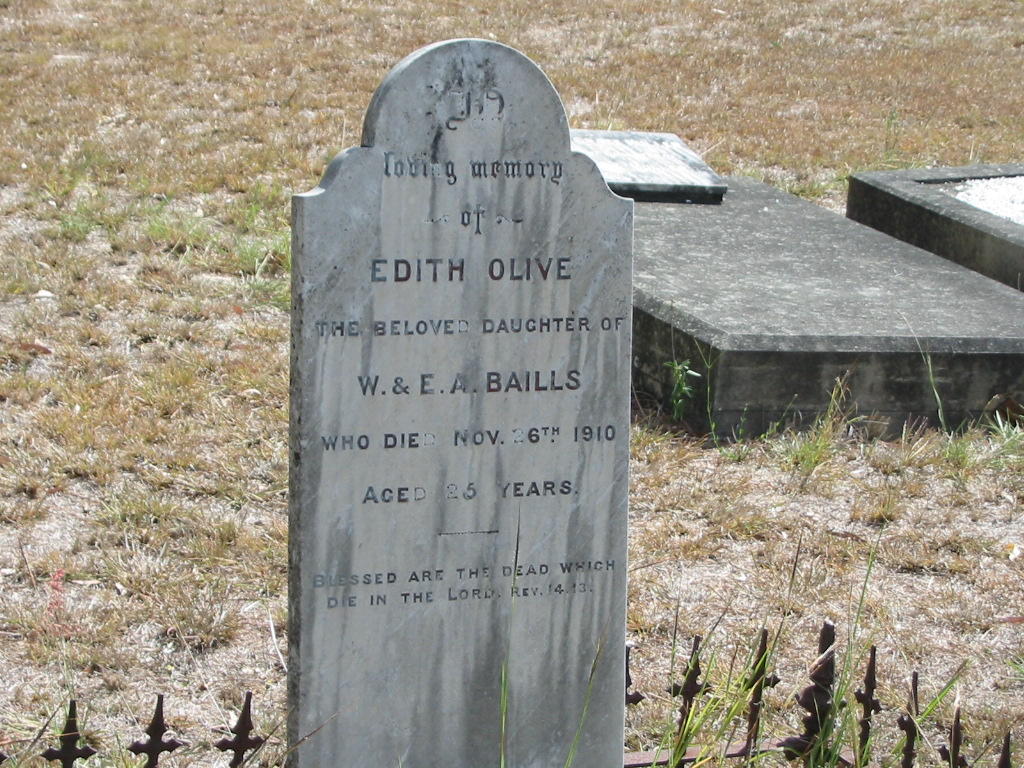 In
loving memory
of
EDITH OLIVE
THE BELOVED DAUGHTER OF
W. & E. A. BAILLS
WHO DIED NOV. 26TH 1910
AGED 25 YEARS.
BLESSED ARE THE DEAD WHICH
DIE IN THE LORD. REV. 14.13.